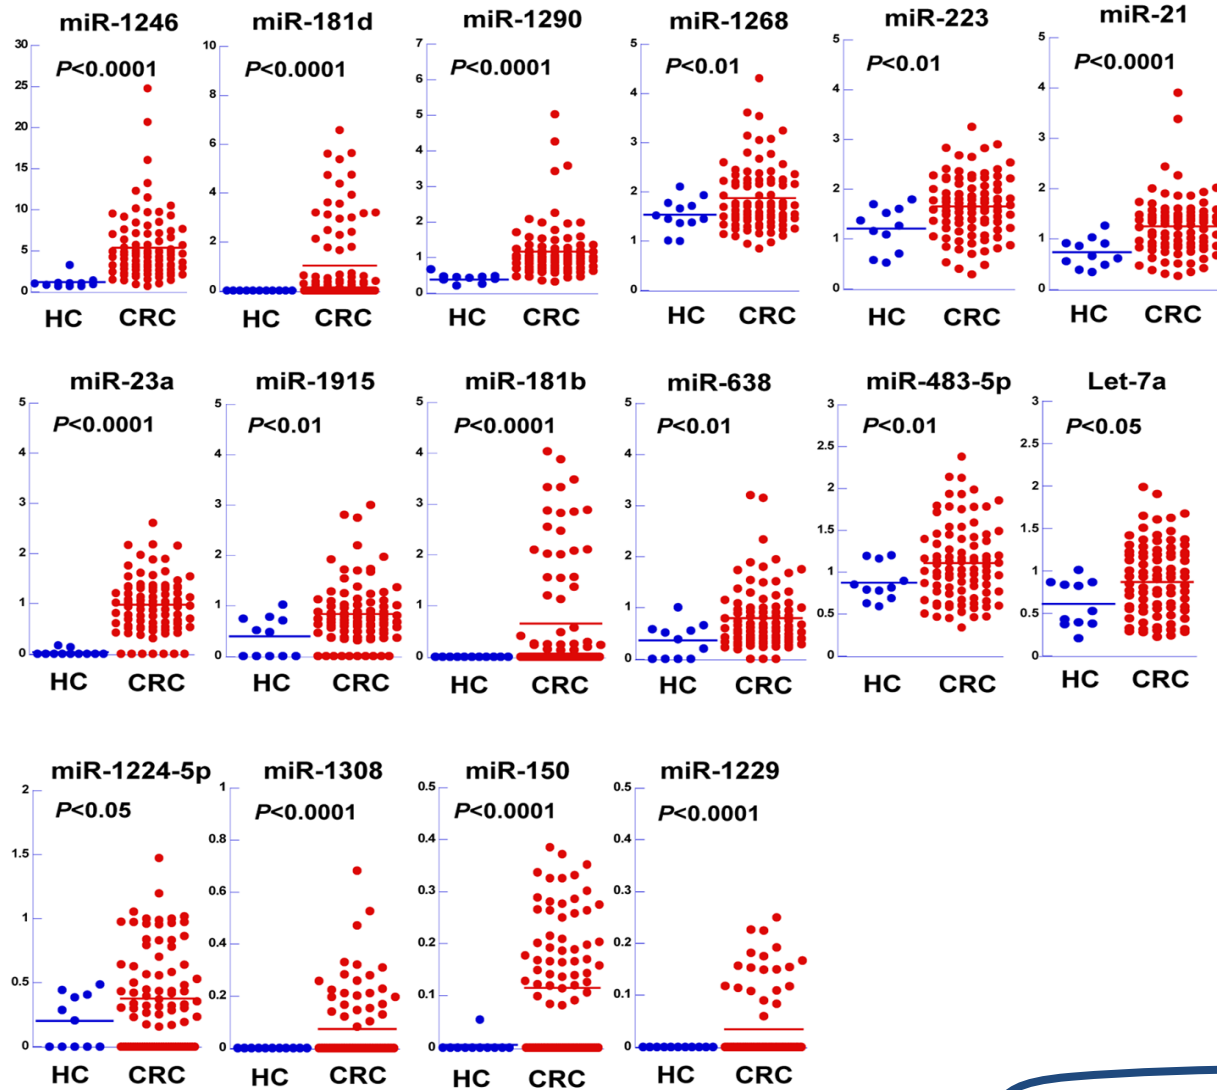 miR-1246 miR-181d miR-1290 miR-1268 miR-223 miR-21
P<0.0001 P<0.0001 P<0.0001 P<0.01 P<0.01 P<0.0001
30 10 7 5 5 5
25 8 6 4 4 4
20 6 5 3 3 3
15 4 4 2 2 2
10 2 3 1 1 1
5 0 2 0 0 0
0 1
0
HC CRC HC CRC HC CRC HC CRC HC CRC HC CRC
miR-23a miR-1915 miR-181b miR-638 miR-483-5p Let-7a
P<0.0001 P<0.01 P<0.0001 P<0.01 P<0.01 P<0.05
5 5 5 5 3 3
4 4 4 4 2.5 2.5
3 3 3 3 2 2
2 2 2 2 1.5 1.5
1 1 1 1 1 1
0 0 0 0 0.5 0.5
0 0
HC CRC HC CRC HC CRC HC CRC HC CRC HC CRC
miR-1224-5p miR-1308 miR-150 miR-1229
P<0.05 P<0.0001 P<0.0001 P<0.0001
2 1 0.5 0.5
1.5 0.8 0.4 0.4
1 0.6 0.3 0.3
0.5 0.4 0.2 0.2
0 0.2 0.1 0.1
0 0 0
HC CRC HC CRC HC CRC HC CRC